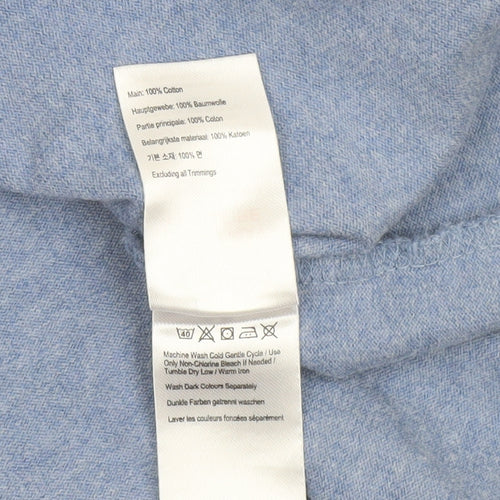 Main: 100% Cotton
Hauptgewebe: 100% Baumwolle
Partie principale: 100% Coton
Belangrijkste materiaal: 100% Katoen
기본 소재: 100% 면
Excluding all Trimmings
40
Machine Wash Cold Gentle Cycle / Use
Only Non-Chlorine Bleach If Needed /
Tumble Dry Low / Warm Iron
Wash Dark Colours Separately
Dunkle Farben getrennt waschen
Laver les couleurs foncées séparément